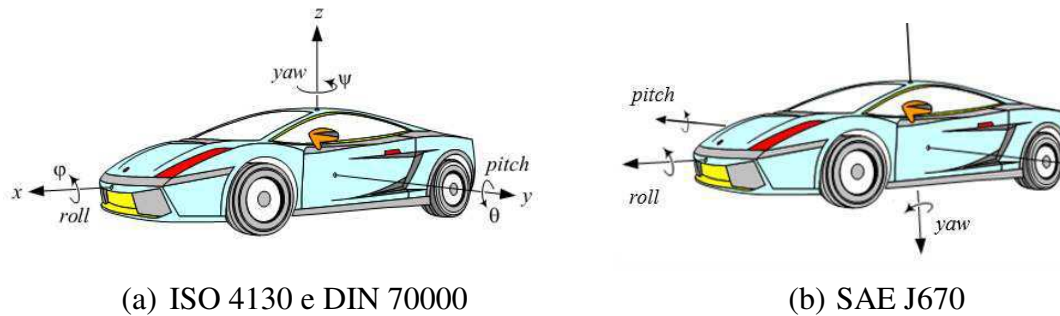 z
yaw ψ
φ
x
roll
pitch
y
θ
(a) ISO 4130 e DIN 70000
pitch
roll
yaw
(b) SAE J670